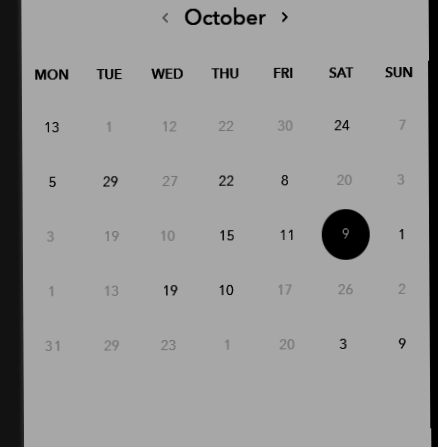 ‹ October ›
MON TUE WED THU FRI SAT SUN
13 1 12 22 30 24 7
5 29 27 22 8 20 3
3 19 10 15 11 9 1
1 13 19 10 17 26 2
31 29 23 1 20 3 9